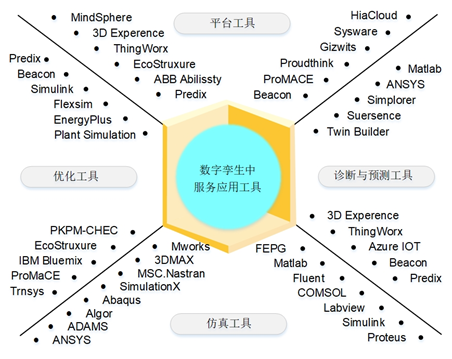 平台工具
MindSphere
3D Experence
ThingWorx
EcoStruxure
ABB Abilissty
Predix
HiaCloud
Sysware
Gizwits
Proudthink
ProMACE
Beacon
Predix
Beacon
Simulink
Flexsim
EnergyPlus
Plant Simulation
Matlab
ANSYS
Simplorer
Suersence
Twin Builder
优化工具
数字孪生中
服务应用工具
诊断与预测工具
PKPM-CHEC
EcoStruxure
IBM Bluemix
ProMaCE
Trnsys
Mworks
3DMAX
MSC.Nastran
SimulationX
Abaqus
Algor
ADAMS
ANSYS
FEPG
Matlab
Fluent
COMSOL
Labview
Simulink
Proteus
3D Experence
ThingWorx
Azure IOT
Beacon
Predix
仿真工具